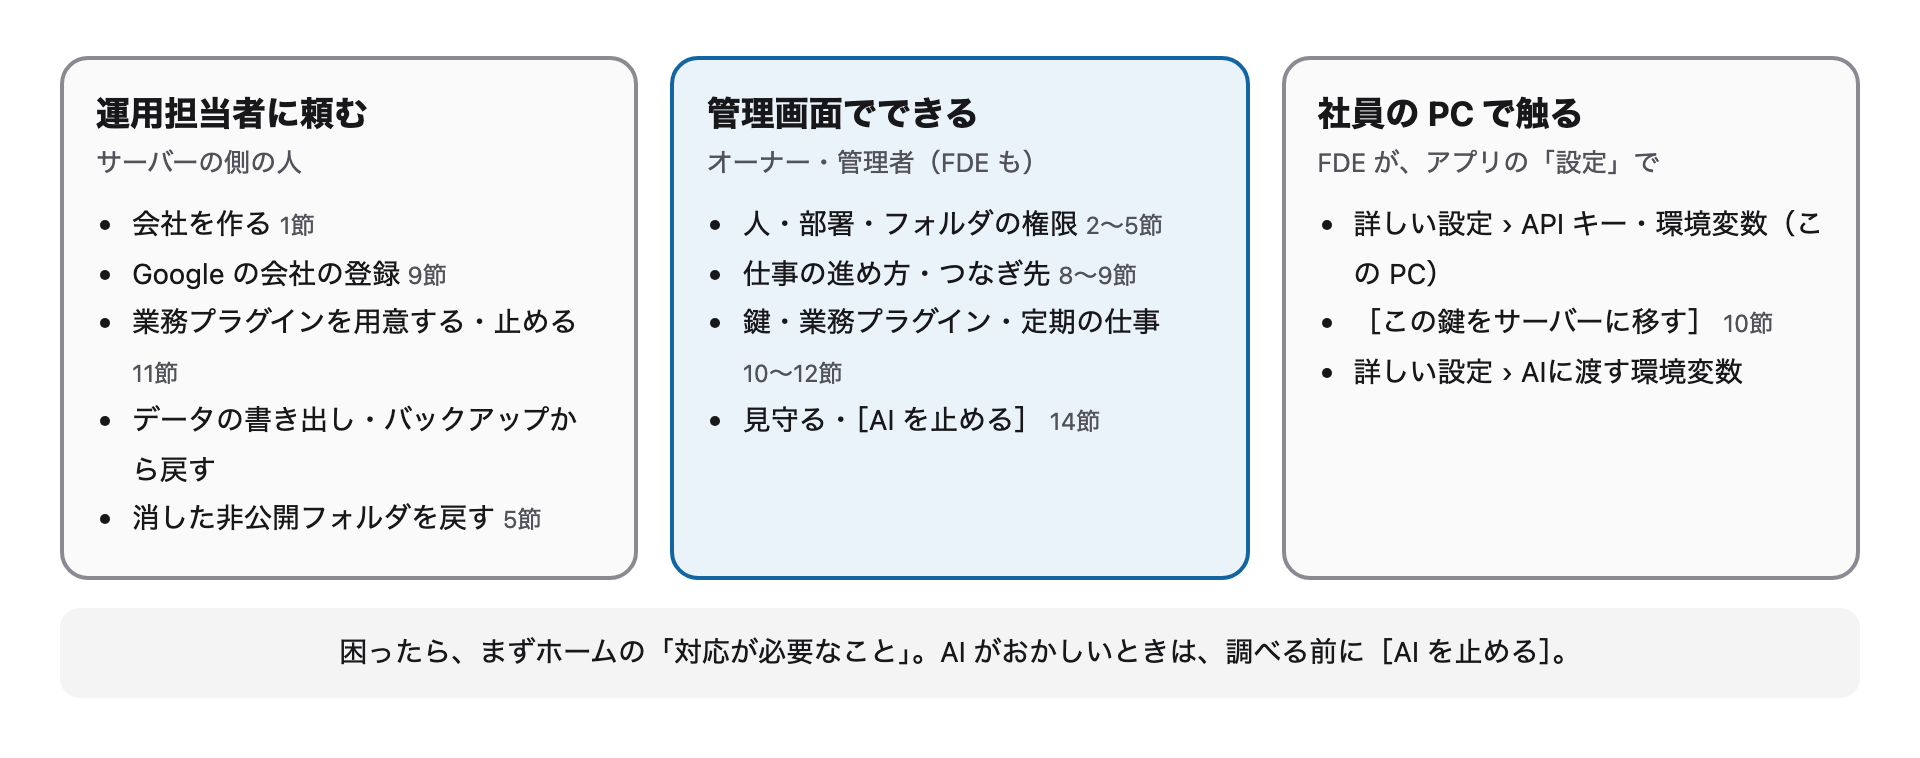 運用担当者に頼む
サーバーの側の人
• 会社を作る 1節
• Google の会社の登録 9節
• 業務プラグインを用意する・止める
11節
• データの書き出し・バックアップか
ら戻す
• 消した非公開フォルダを戻す 5節
管理画面でできる
オーナー・管理者（FDE も）
• 人・部署・フォルダの権限 2〜5節
• 仕事の進め方・つなぎ先 8〜9節
• 鍵・業務プラグイン・定期の仕事
10〜12節
• 見守る・［AI を止める］ 14節
社員の PC で触る
FDE が、アプリの「設定」で
• 詳しい設定 › API キー・環境変数（こ
の PC）
• ［この鍵をサーバーに移す］ 10節
• 詳しい設定 › AIに渡す環境変数
困ったら、まずホームの「対応が必要なこと」。AI がおかしいときは、調べる前に［AI を止める］。